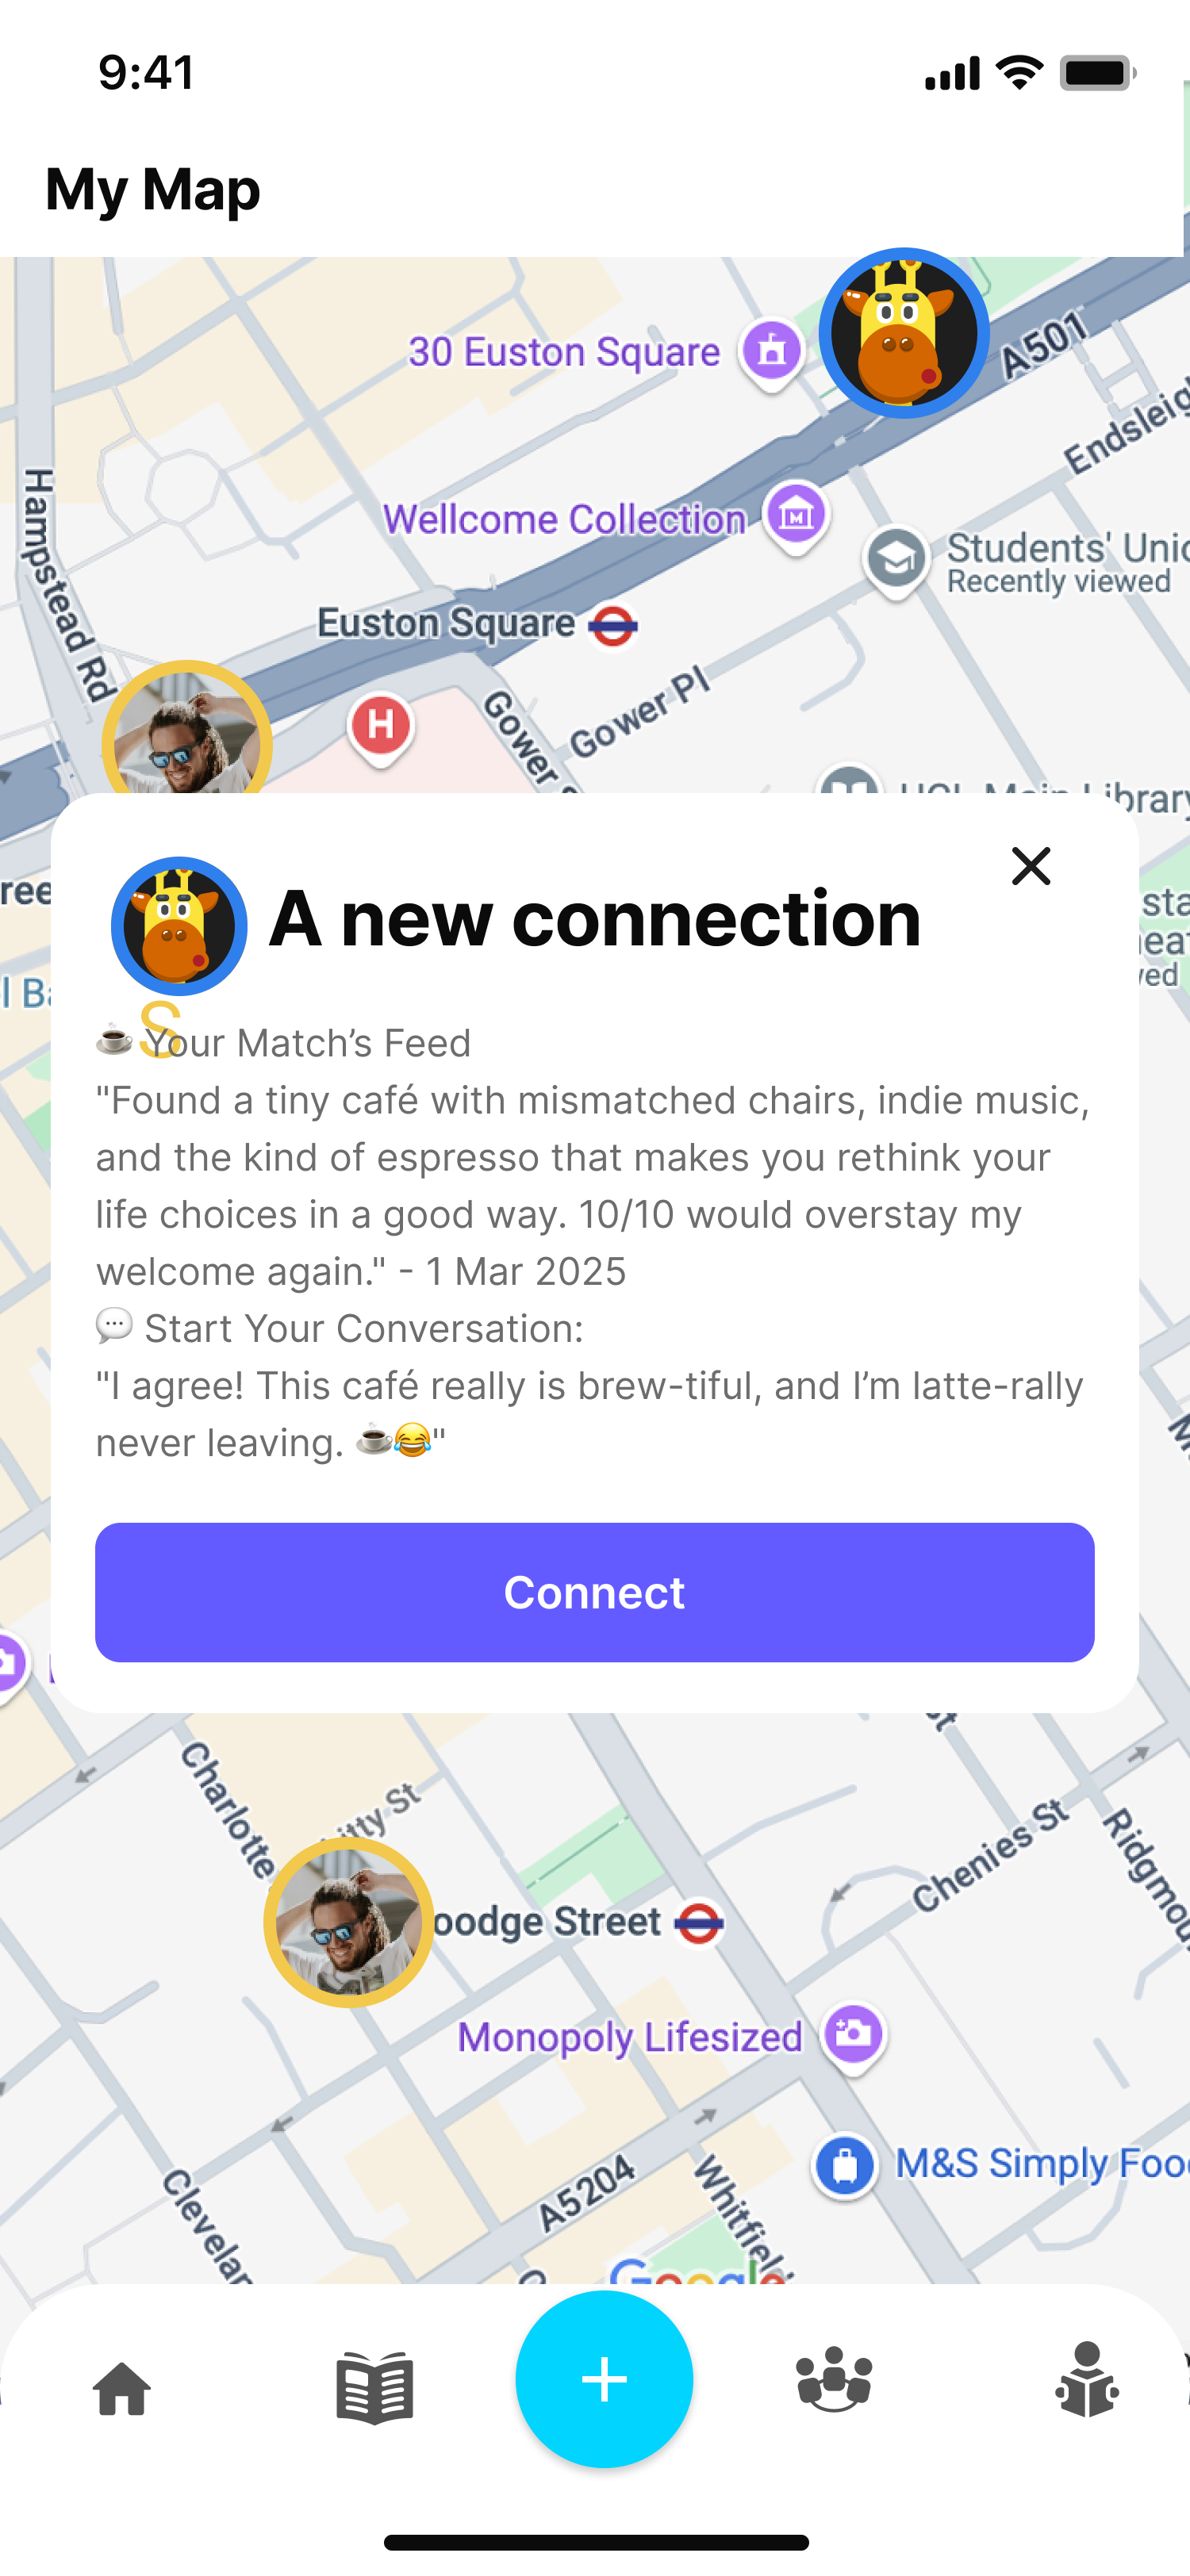 9:41
My Map
30 Euston Square
A501
Endsleig
Hampstead Rd
Wellcome Collection
Students' Unio
Recently viewed
Euston Square
Gower Pl
Gower
H
UCL Main Library
A new connection
S
☕ Your Match’s Feed
"Found a tiny café with mismatched chairs, indie music,
and the kind of espresso that makes you rethink your
life choices in a good way. 10/10 would overstay my
welcome again." - 1 Mar 2025
💬 Start Your Conversation:
"I agree! This café really is brew-tiful, and I’m latte-rally
never leaving. ☕😂"
Connect
Charlotte
itty St
Chenies St
Ridgmou
oodge Street
Monopoly Lifesized
M&S Simply Foo
A5204
Whitfiel
Clevelan
Google